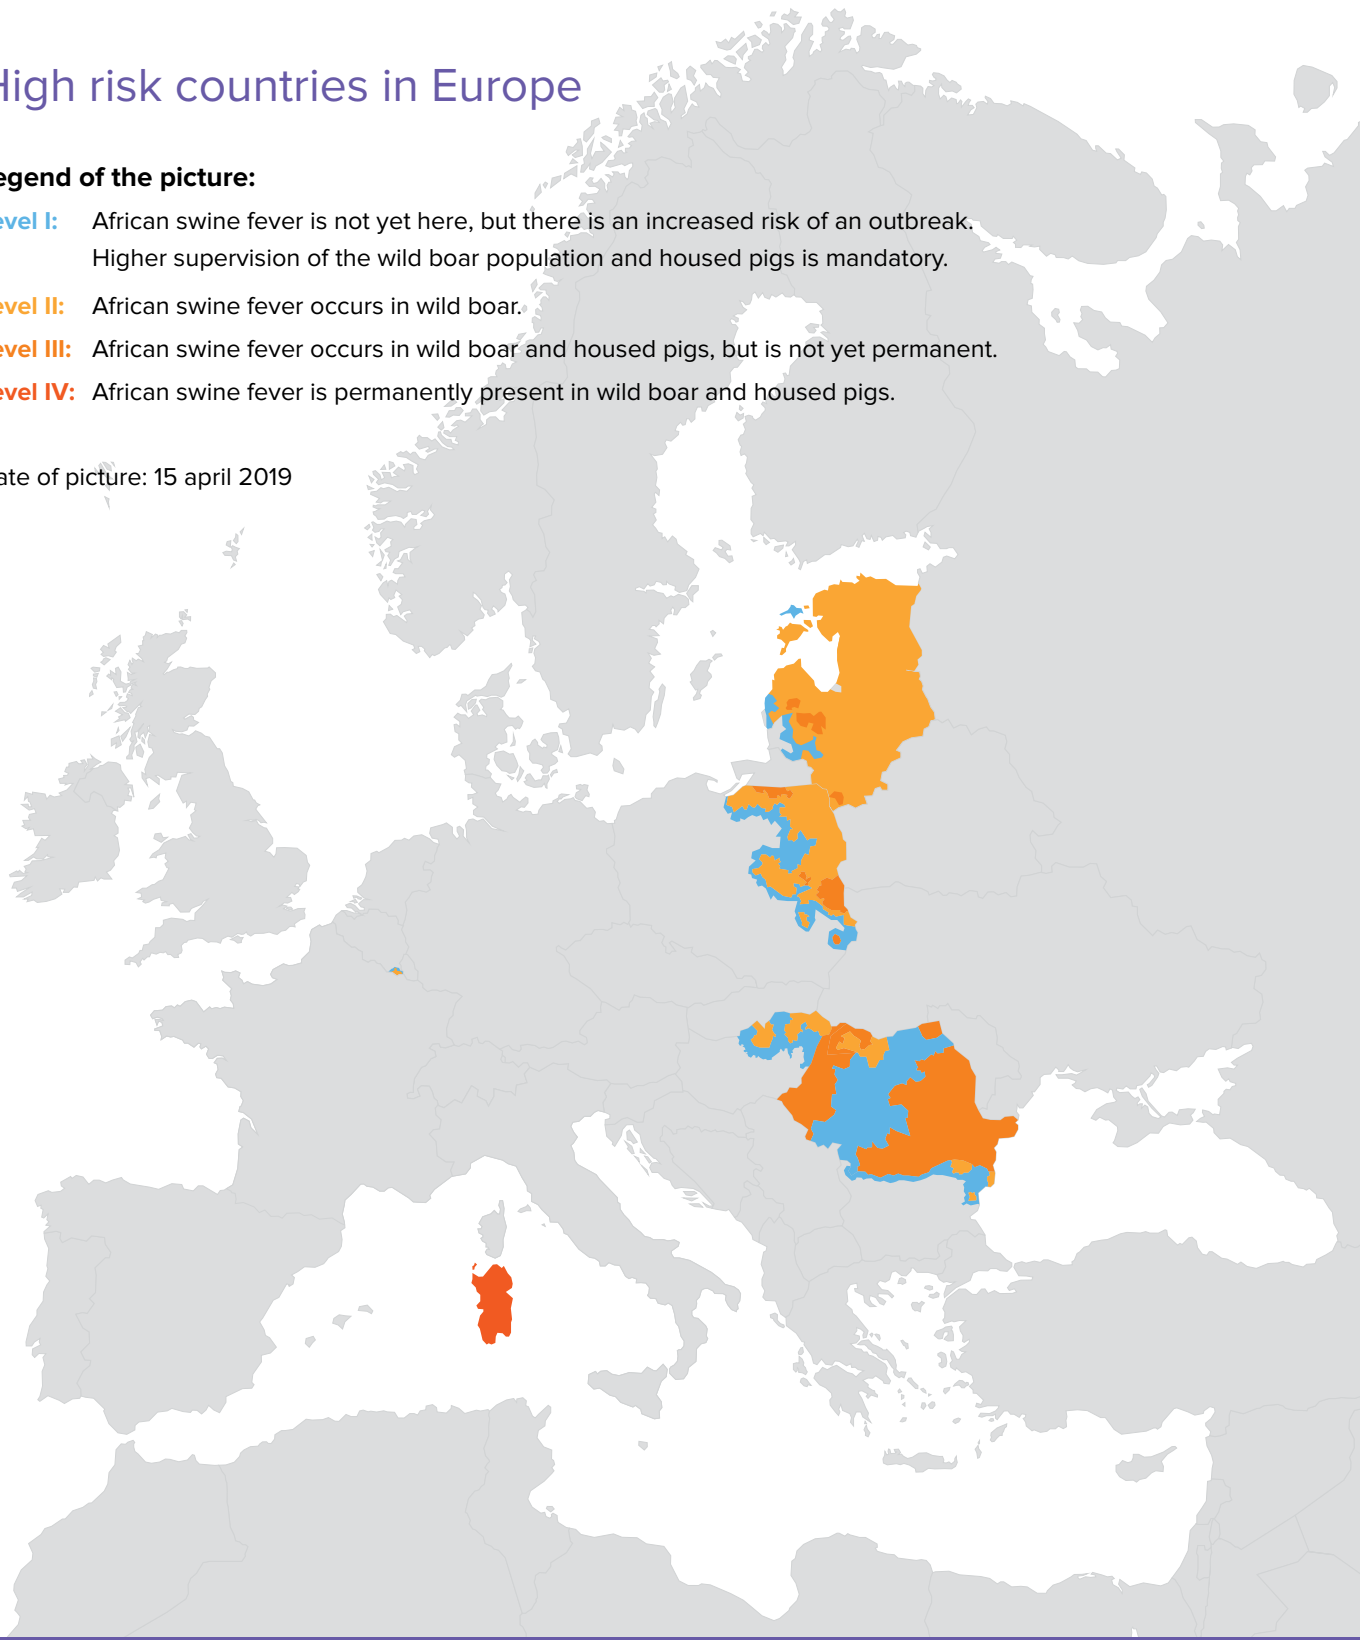 High risk countries in Europe
egend of the picture:
evel I: African swine fever is not yet here, but there is an increased risk of an outbreak.
Higher supervision of the wild boar population and housed pigs is mandatory.
evel II: African swine fever occurs in wild boar.
evel III: African swine fever occurs in wild boar and housed pigs, but is not yet permanent.
evel IV: African swine fever is permanently present in wild boar and housed pigs.
ate of picture: 15 april 2019